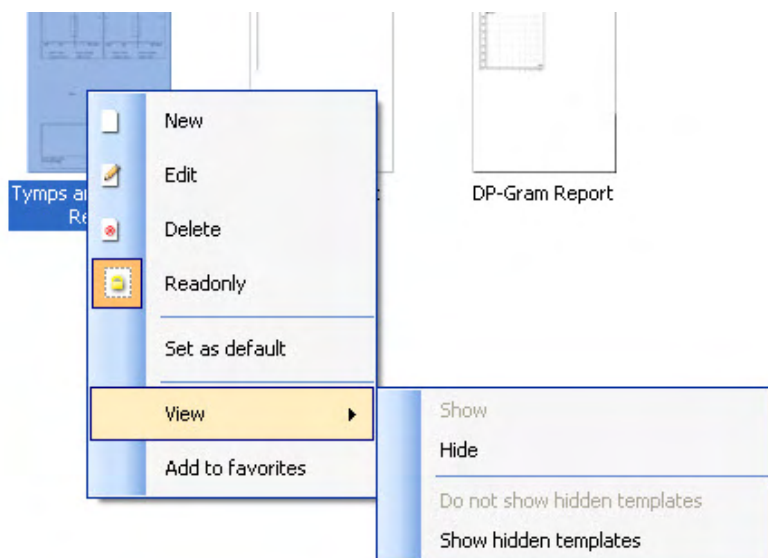 New
Edit
Tymps a
DP-Gram Report
Re
Delete
Readonly
Set as default
View
Show
Hide
Add to favorites
Do not show hidden templates
Show hidden templates